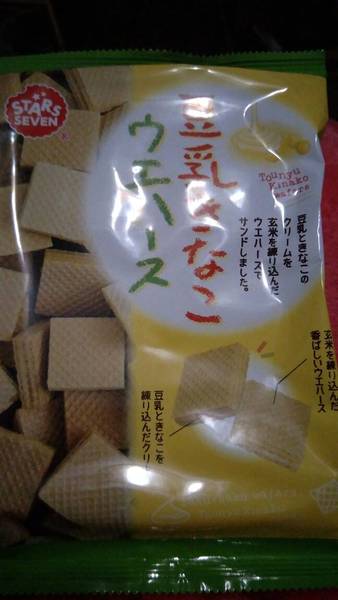 STARS
SEVEN
豆乳きなこ
ウエハース
Tounyu
Kinako
Wafers
豆乳ときなこの
クリームを
玄米を練り込んだ
ウエハースで
サンドしました。
玄米を練り込んだ
香ばしいウエハース
豆乳ときなこを
練り込んだクリ